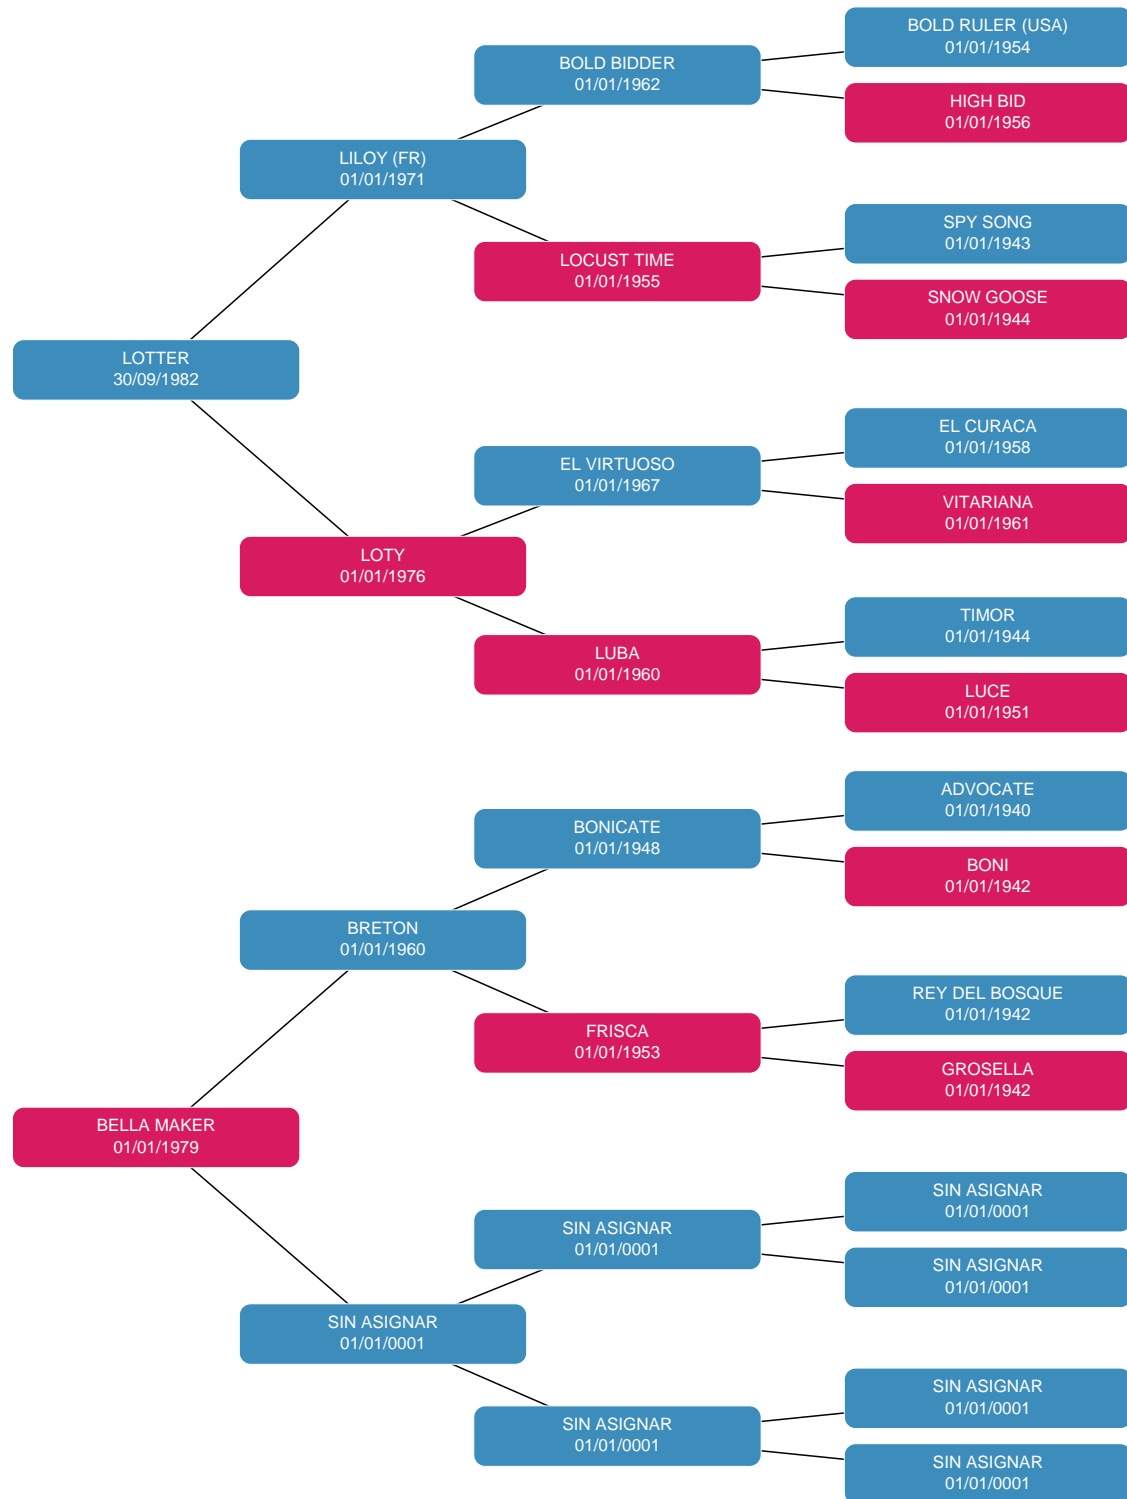 BOLD RULER (USA)
01/01/1954
BOLD BIDDER
01/01/1962
HIGH BID
01/01/1956
LILOY (FR)
01/01/1971
SPY SONG
01/01/1943
LOCUST TIME
01/01/1955
SNOW GOOSE
01/01/1944
LOTTER
30/09/1982
EL CURACA
01/01/1958
EL VIRTUOSO
01/01/1967
VITARIANA
01/01/1961
LOTY
01/01/1976
TIMOR
01/01/1944
LUBA
01/01/1960
LUCE
01/01/1951
ADVOCATE
01/01/1940
BONICATE
01/01/1948
BONI
01/01/1942
BRETON
01/01/1960
REY DEL BOSQUE
01/01/1942
FRISCA
01/01/1953
GROSELLA
01/01/1942
BELLA MAKER
01/01/1979
SIN ASIGNAR
01/01/0001
SIN ASIGNAR
01/01/0001
SIN ASIGNAR
01/01/0001
SIN ASIGNAR
01/01/0001
SIN ASIGNAR
01/01/0001
SIN ASIGNAR
01/01/0001
SIN ASIGNAR
01/01/0001